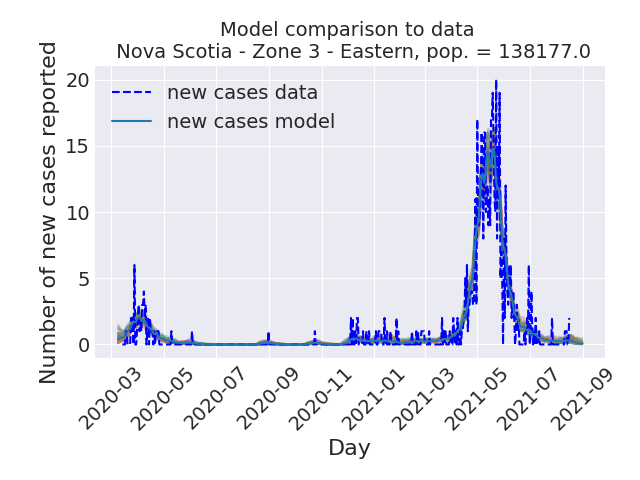 Model comparison to data
Nova Scotia - Zone 3 - Eastern, pop. = 138177.0
new cases data
new cases model
Number of new cases reported
20
15
10
5
0
2020-03
2020-05
2020-07
2020-09
2020-11
2021-01
2021-03
2021-05
2021-07
2021-09
Day